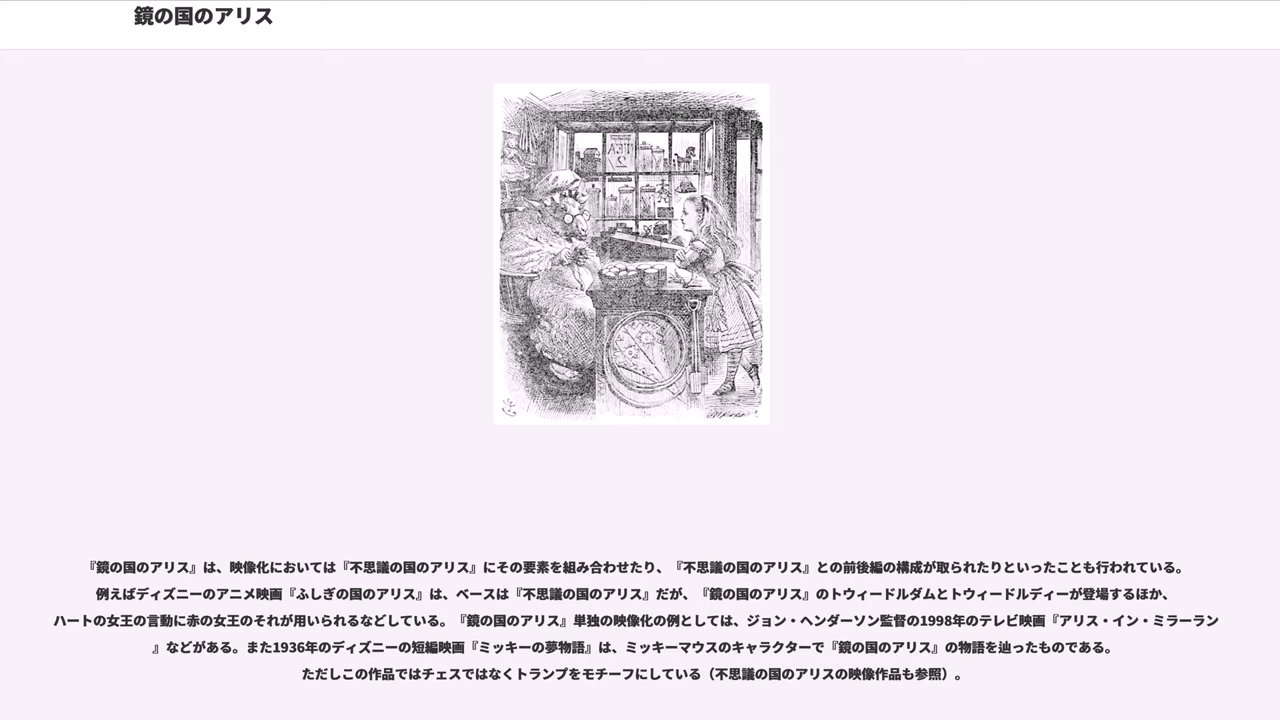 鏡の国のアリス
『鏡の国のアリス』は、映像化においては『不思議の国のアリス』にその要素を組み合わせたり、『不思議の国のアリス』との前後編の構成が取られたりといったことも行われている。
例えばディズニーのアニメ映画『ふしぎの国のアリス』は、ベースは『不思議の国のアリス』だが、『鏡の国のアリス』のトウィードルダムとトウィードルディーが登場するほか、
ハートの女王の言動に赤の女王のそれが用いられるなどしている。『鏡の国のアリス』単独の映像化の例としては、ジョン・ヘンダーソン監督の1998年のテレビ映画『アリス・イン・ミラーラン
』などがある。また1936年のディズニーの短編映画『ミッキーの夢物語』は、ミッキーマウスのキャラクターで『鏡の国のアリス』の物語を辿ったものである。
ただしこの作品ではチェスではなくトランプをモチーフにしている（不思議の国のアリスの映像作品も参照）。